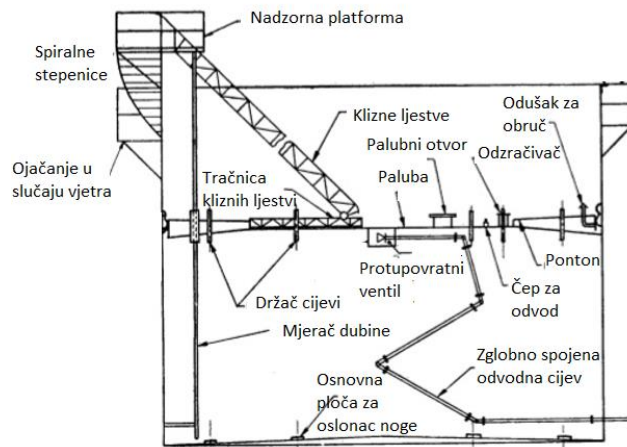 Nadzorna platforma
Spiralne
stepenice
Klizne ljestve
Odušak za
obruč
Palubni otvor
Odzračivač
Ojačanje u
slučaju vjetra
Tračnica
kliznih ljestvi
Paluba
Protupovratni
ventil
Ponton
Čep za
odvod
Držač cijevi
Mjerač dubine
Zglobno spojena
odvodna cijev
Osnovna
ploča za
oslonac noge